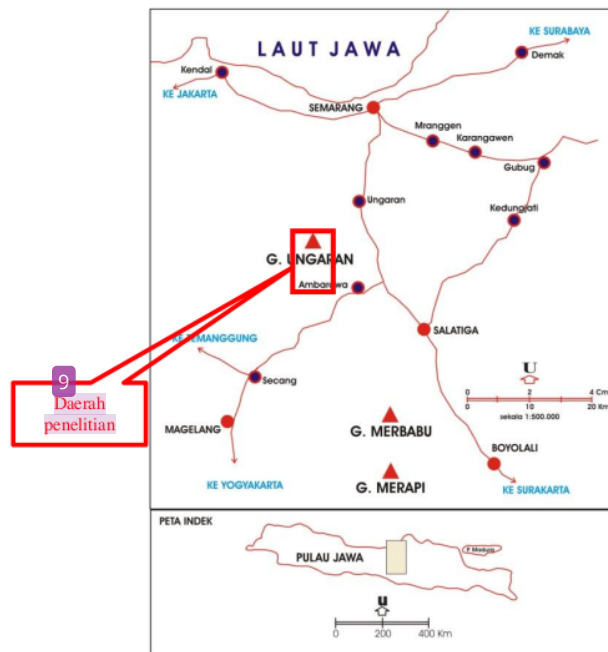 KE SURABAYA
LAUT JAWA
Demak
Kendal
KE JAKARTA
SEMARANG
Mranggen
Karangawen
Gubug
Ungaran
Kedungjati
G. UNGARAN
Ambarawa
KE TEMANGGUNG
SALATIGA
U
9
Daerah
penelitian
Secang
0 2 4 Cm
0 10 20 Km
sekala 1:500.000
MAGELANG
G. MERBABU
BOYOLALI
KE YOGYAKARTA
G. MERAPI
KE SURAKARTA
PETA INDEK
PULAU JAWA
P. Madura
u
0 200 400 Km